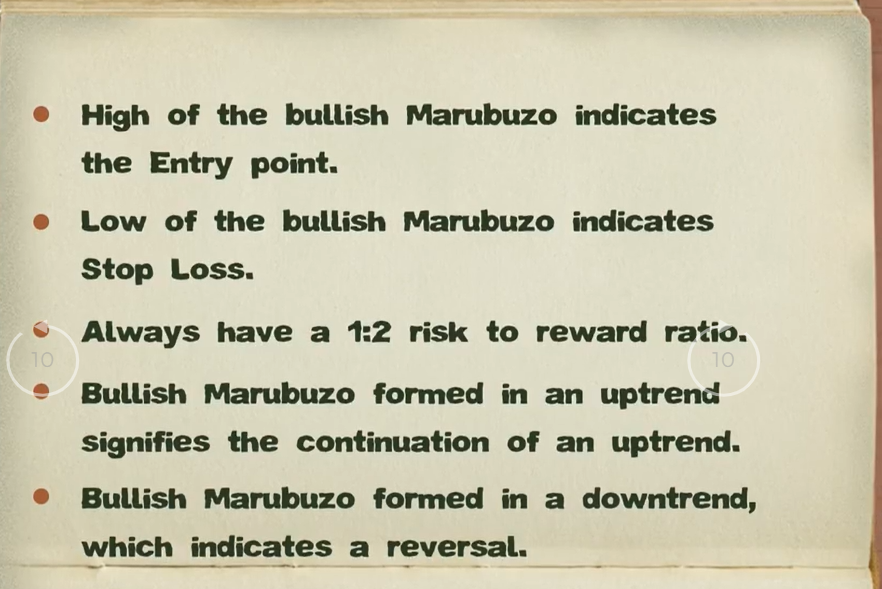 High of the bullish Marubuzo indicates
the Entry point.
Low of the bullish Marubuzo indicates
Stop Loss.
Always have a 1:2 risk to reward ratio.
10
10
Bullish Marubuzo formed in an uptrend
signifies the continuation of an uptrend.
Bullish Marubuzo formed in a downtrend,
which indicates a reversal.